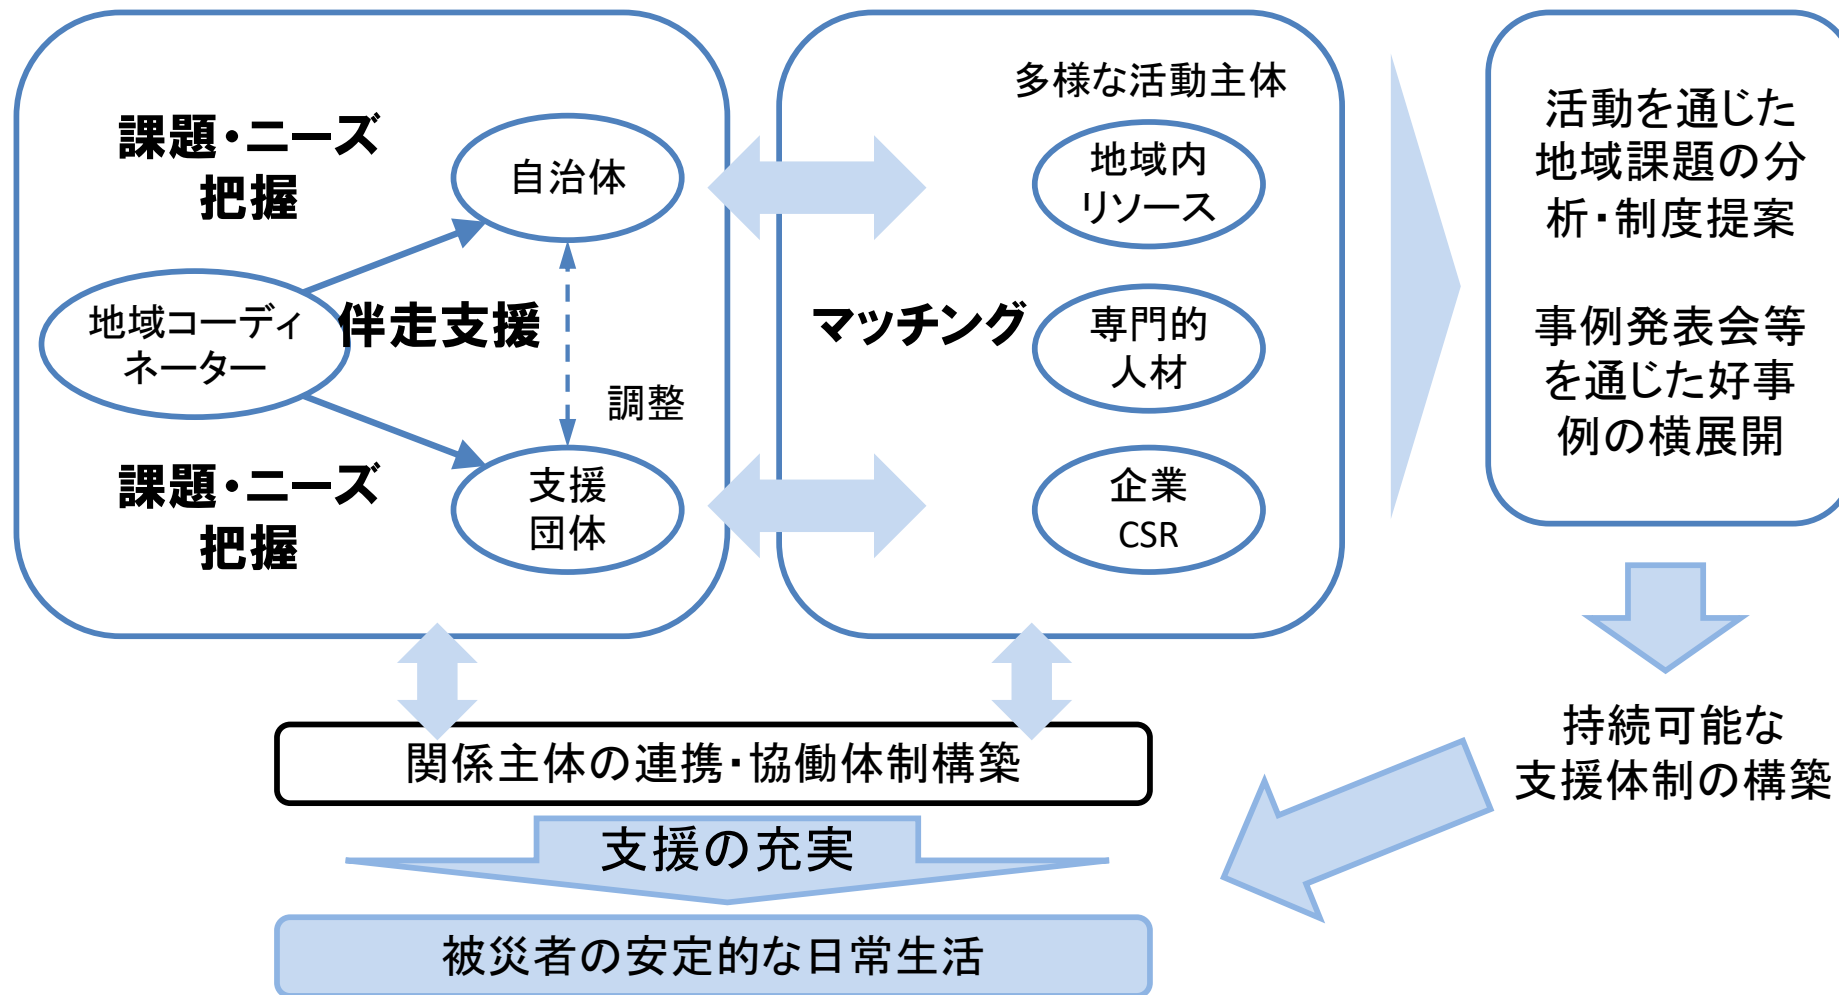 課題・ニーズ
把握
自治体
地域コーディ
ネーター
伴走支援
調整
課題・ニーズ
把握
支援
団体
多様な活動主体
地域内
リソース
マッチング
専門的
人材
企業
CSR
活動を通じた
地域課題の分
析・制度提案
事例発表会等
を通じた好事
例の横展開
持続可能な
支援体制の構築
関係主体の連携・協働体制構築
支援の充実
被災者の安定的な日常生活